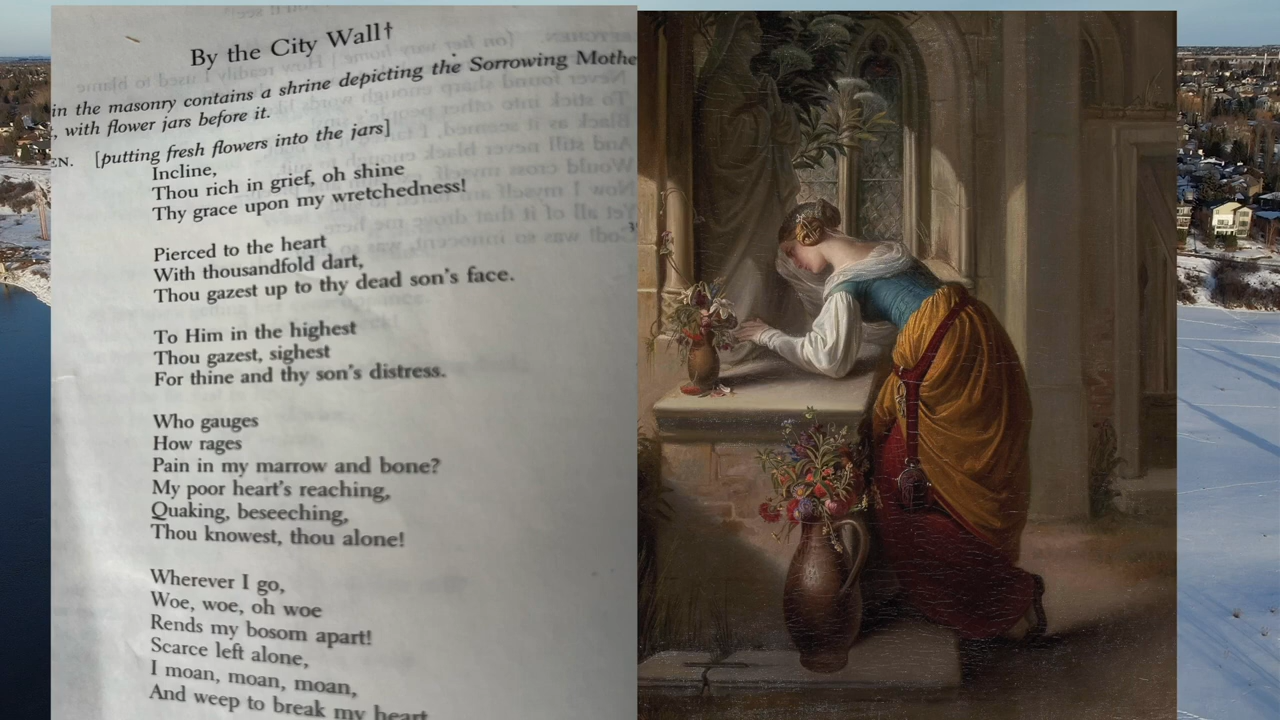 By the City Wall†
in the masonry contains a shrine depicting the Sorrowing Mothe
, with flower jars before it.
EN. [putting fresh flowers into the jars]
Incline,
Thou rich in grief, oh shine
Thy grace upon my wretchedness!
Pierced to the heart
With thousandfold dart,
Thou gazest up to thy dead son's face.
To Him in the highest
Thou gazest, sighest
For thine and thy son's distress.
Who gauges
How rages
Pain in my marrow and bone?
My poor heart's reaching,
Quaking, beseeching,
Thou knowest, thou alone!
Wherever I go,
Woe, woe, oh woe
Rends my bosom apart!
Scarce left alone,
I moan, moan, moan,
And weep to break my heart